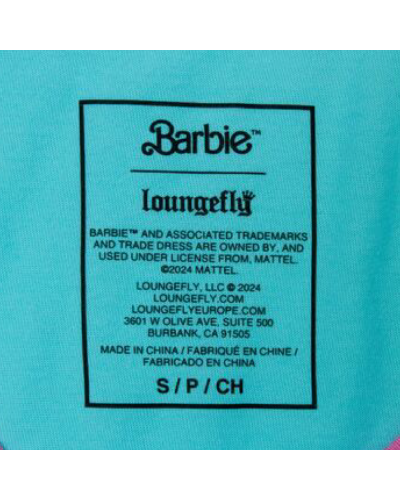 Barbie™
loungefly
BARBIE™ AND ASSOCIATED TRADEMARKS
AND TRADE DRESS ARE OWNED BY, AND
USED UNDER LICENSE FROM, MATTEL.
©2024 MATTEL.
LOUNGEFLY, LLC © 2024
LOUNGEFLY.COM
LOUNGEFLYEUROPE.COM
3601 W OLIVE AVE, SUITE 500
BURBANK, CA 91505
MADE IN CHINA / FABRIQUÉ EN CHINE /
FABRICADO EN CHINA
S / P / CH